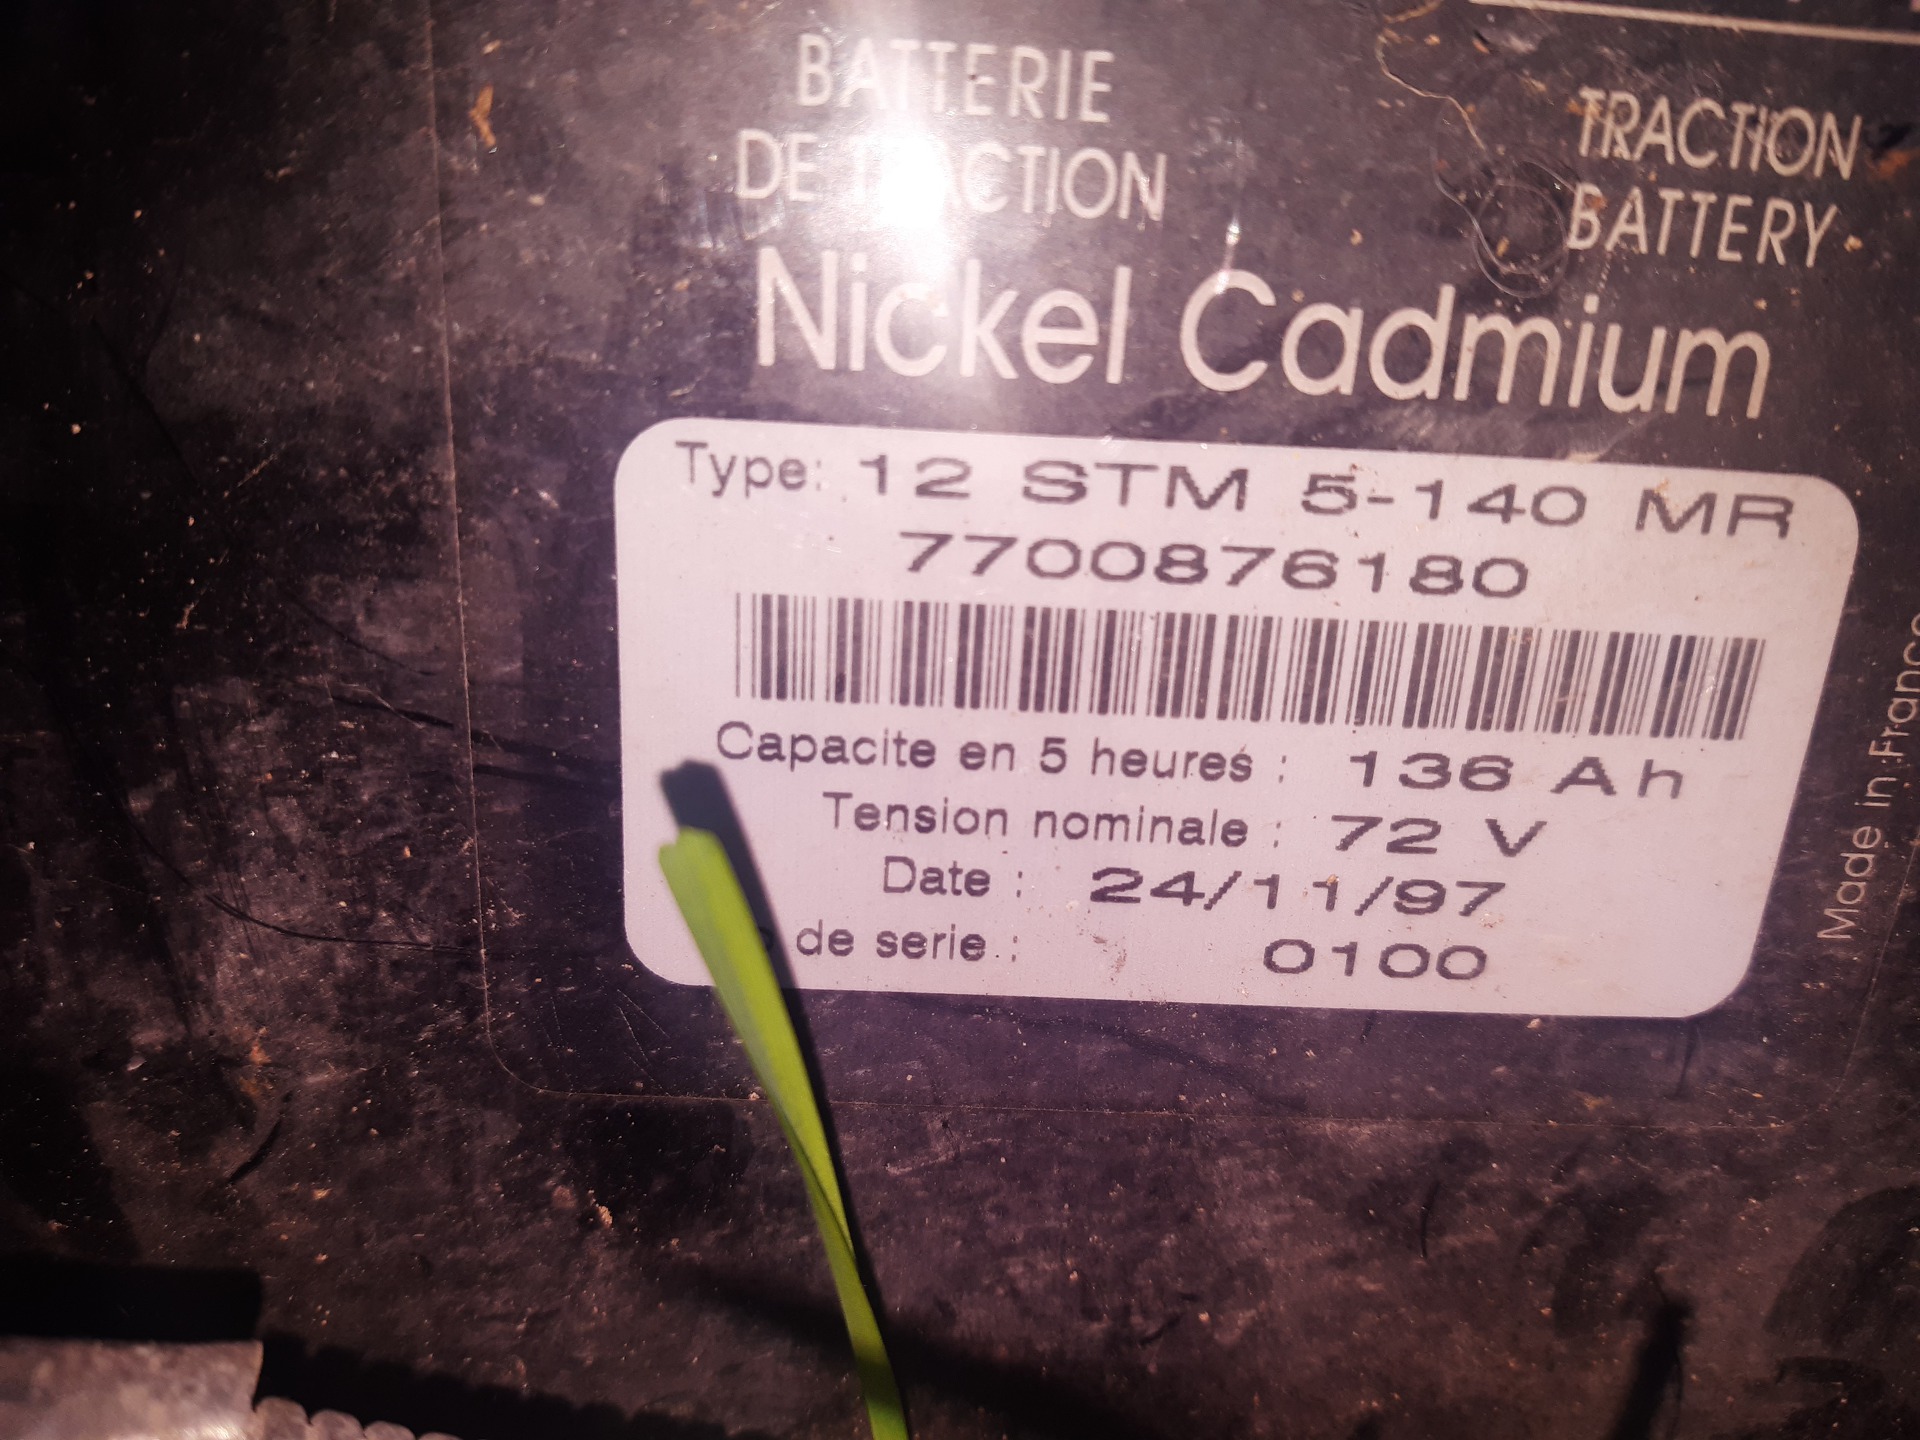 BATTERIE
DE TRACTION
TRACTION
BATTERY
Nickel Cadmium
Type: 12 STM 5-140 MR
7700876180
Capacite en 5 heures : 136 Ah
Tension nominale : 72 V
Date : 24/11/97
de serie : 0100
Made in France